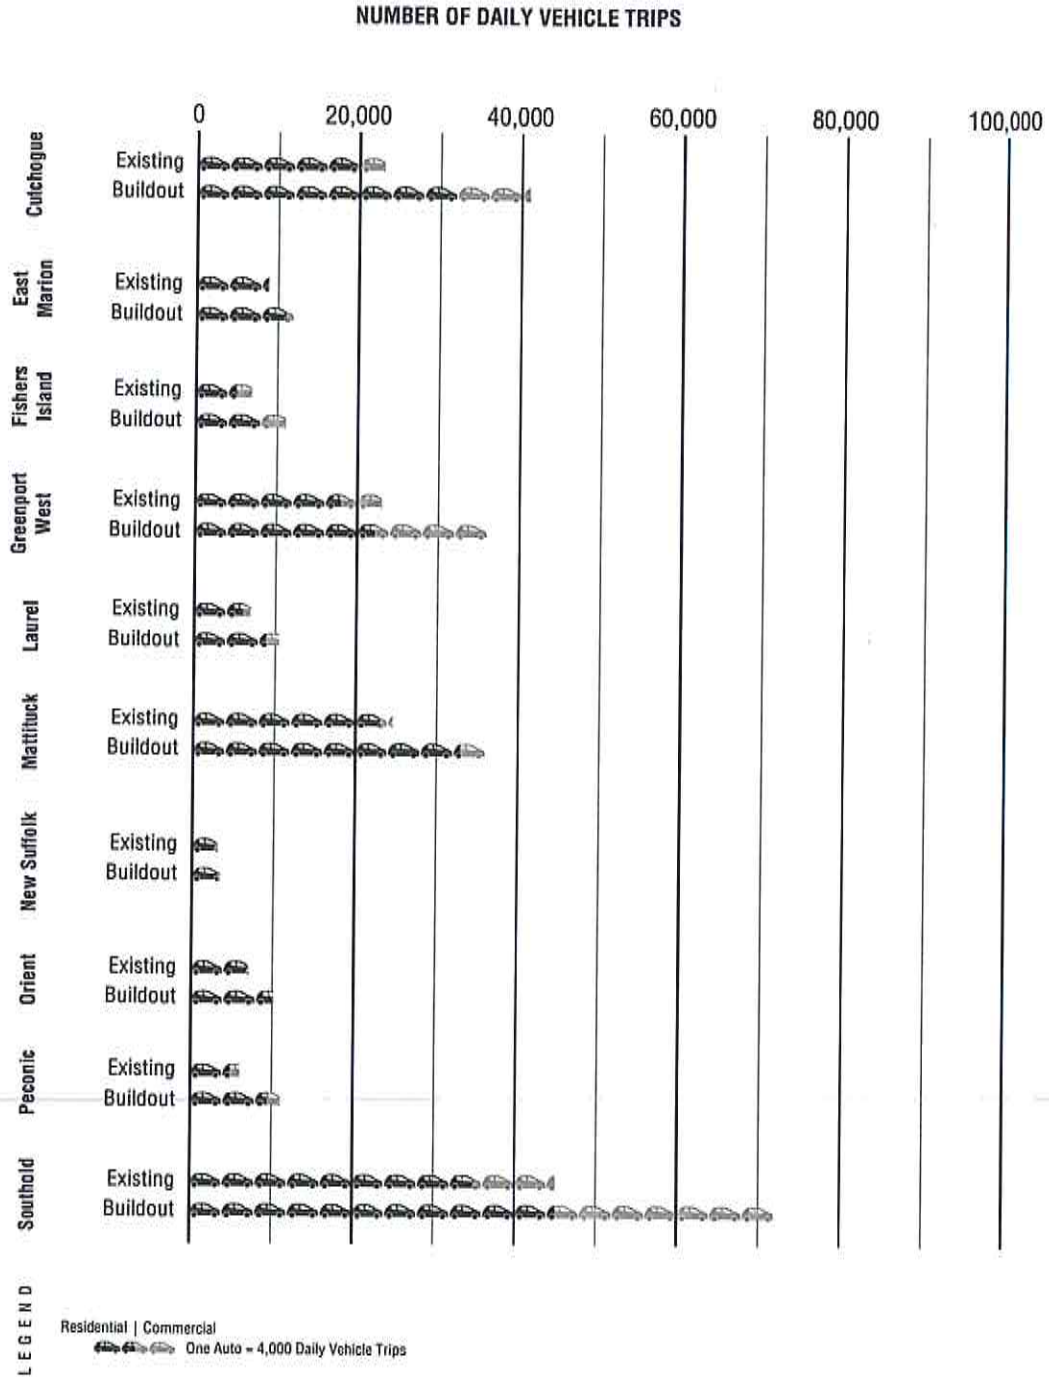 NUMBER OF DAILY VEHICLE TRIPS
0 20,000 40,000 60,000 80,000 100,000
Cutchogue
Existing
Buildout
East
Marion
Existing
Buildout
Fishers
Island
Existing
Buildout
Greenport
West
Existing
Buildout
Laurel
Existing
Buildout
Mattituck
Existing
Buildout
New Suffolk
Existing
Buildout
Orient
Existing
Buildout
Peconic
Existing
Buildout
Southold
Existing
Buildout
LEGEND
Residential | Commercial
One Auto = 4,000 Daily Vehicle Trips